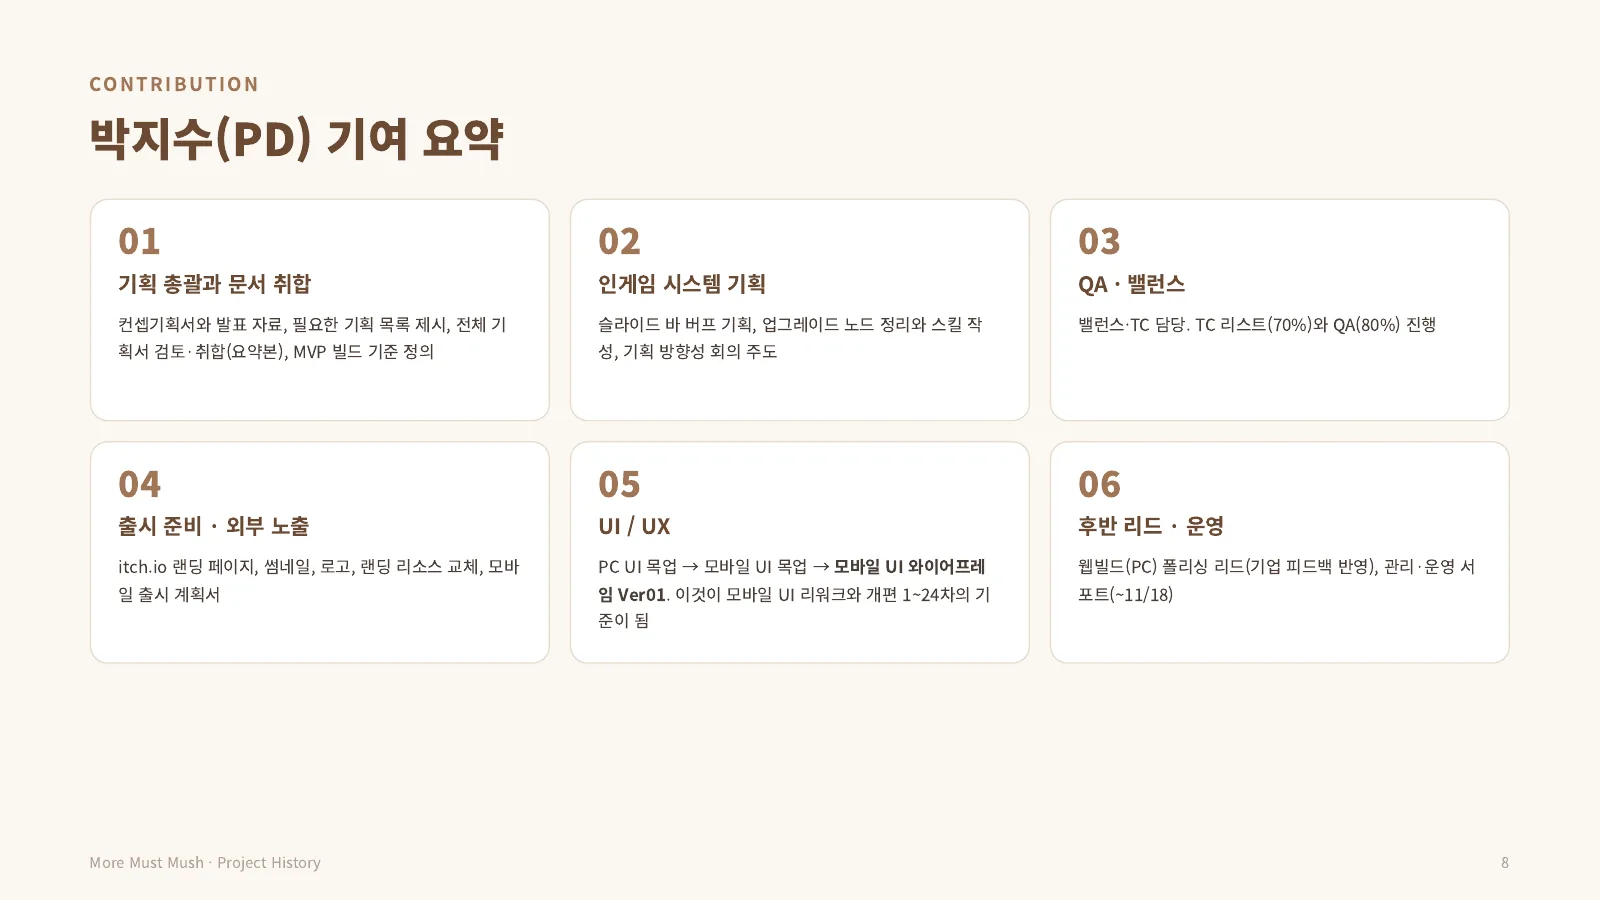 CONTRIBUTION
박지수(PD) 기여 요약
01
기획 총괄과 문서 취합
컨셉기획서와 발표 자료, 필요한 기획 목록 제시, 전체 기
획서 검토·취합(요약본), MVP 빌드 기준 정의
02
인게임 시스템 기획
슬라이드 바 버프 기획, 업그레이드 노드 정리와 스킬 작
성, 기획 방향성 회의 주도
03
QA · 밸런스
밸런스·TC 담당. TC 리스트(70%)와 QA(80%) 진행
04
출시 준비 · 외부 노출
itch.io 랜딩 페이지, 썸네일, 로고, 랜딩 리소스 교체, 모바
일 출시 계획서
05
UI / UX
PC UI 목업 → 모바일 UI 목업 → 모바일 UI 와이어프레
임 Ver01. 이것이 모바일 UI 리워크와 개편 1~24차의 기
준이 됨
06
후반 리드 · 운영
웹빌드(PC) 폴리싱 리드(기업 피드백 반영), 관리·운영 서
포트(~11/18)
More Must Mush · Project History
8